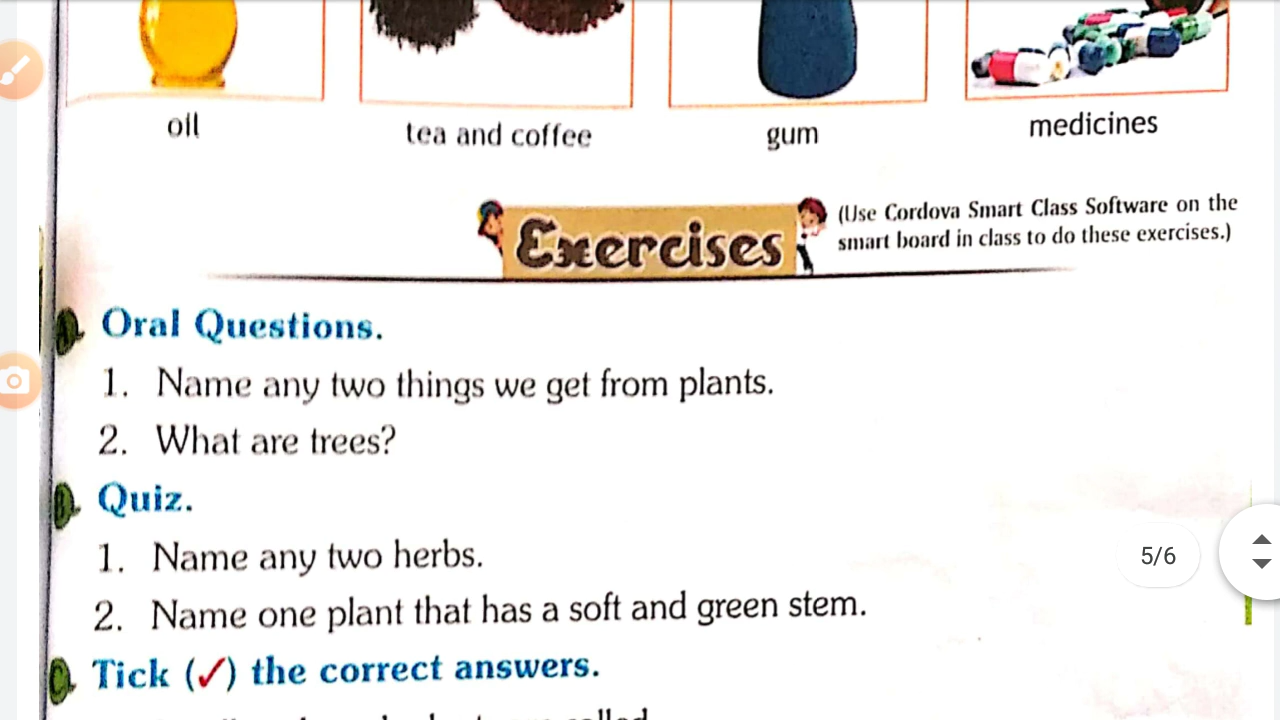 oil
tea and coffee
gum
medicines
Exercises
(Use Cordova Smart Class Software on the
smart board in class to do these exercises.)
A. Oral Questions.
1. Name any two things we get from plants.
2. What are trees?
B. Quiz.
1. Name any two herbs.
2. Name one plant that has a soft and green stem.
5/6
C. Tick (✓) the correct answers.
called